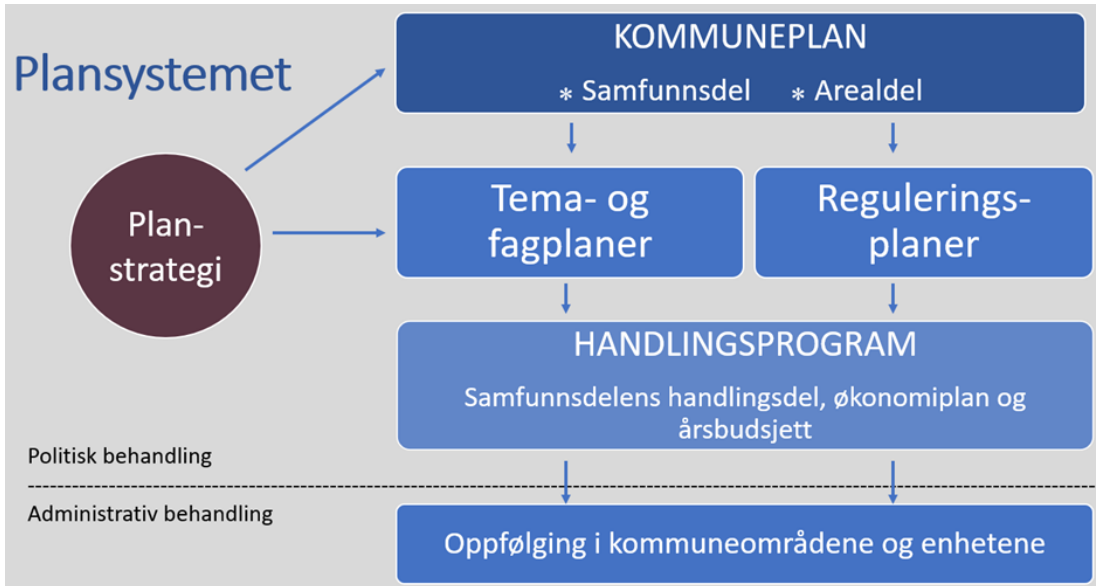 Plansystemet
KOMMUNEPLAN
* Samfunnsdel * Arealdel
Plan-
strategi
Tema- og
fagplaner
Regulerings-
planer
HANDLINGSPROGRAM
Samfunnsdelens handlingsdel, økonomiplan og
årsbudsjett
Politisk behandling
Administrativ behandling
Oppfølging i kommuneområdene og enhetene